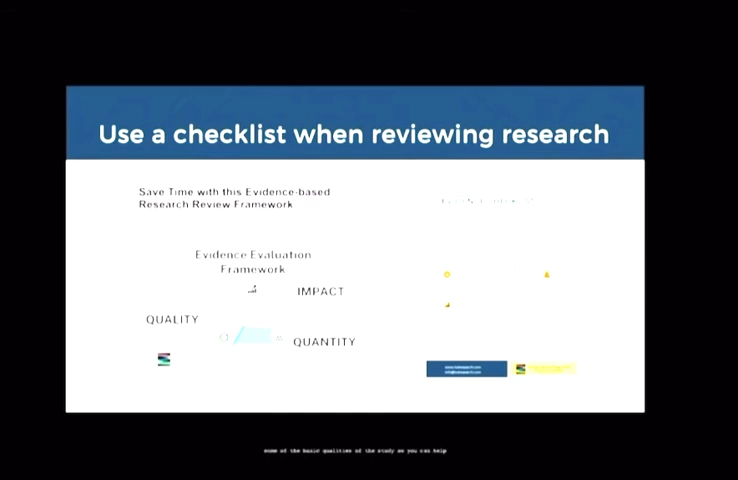 Use a checklist when reviewing research
Save Time with this Evidence-based
Research Review Framework
Evidence Evaluation
Framework
IMPACT
QUALITY
QUANTITY
some of the basic qualities of the study so you can help